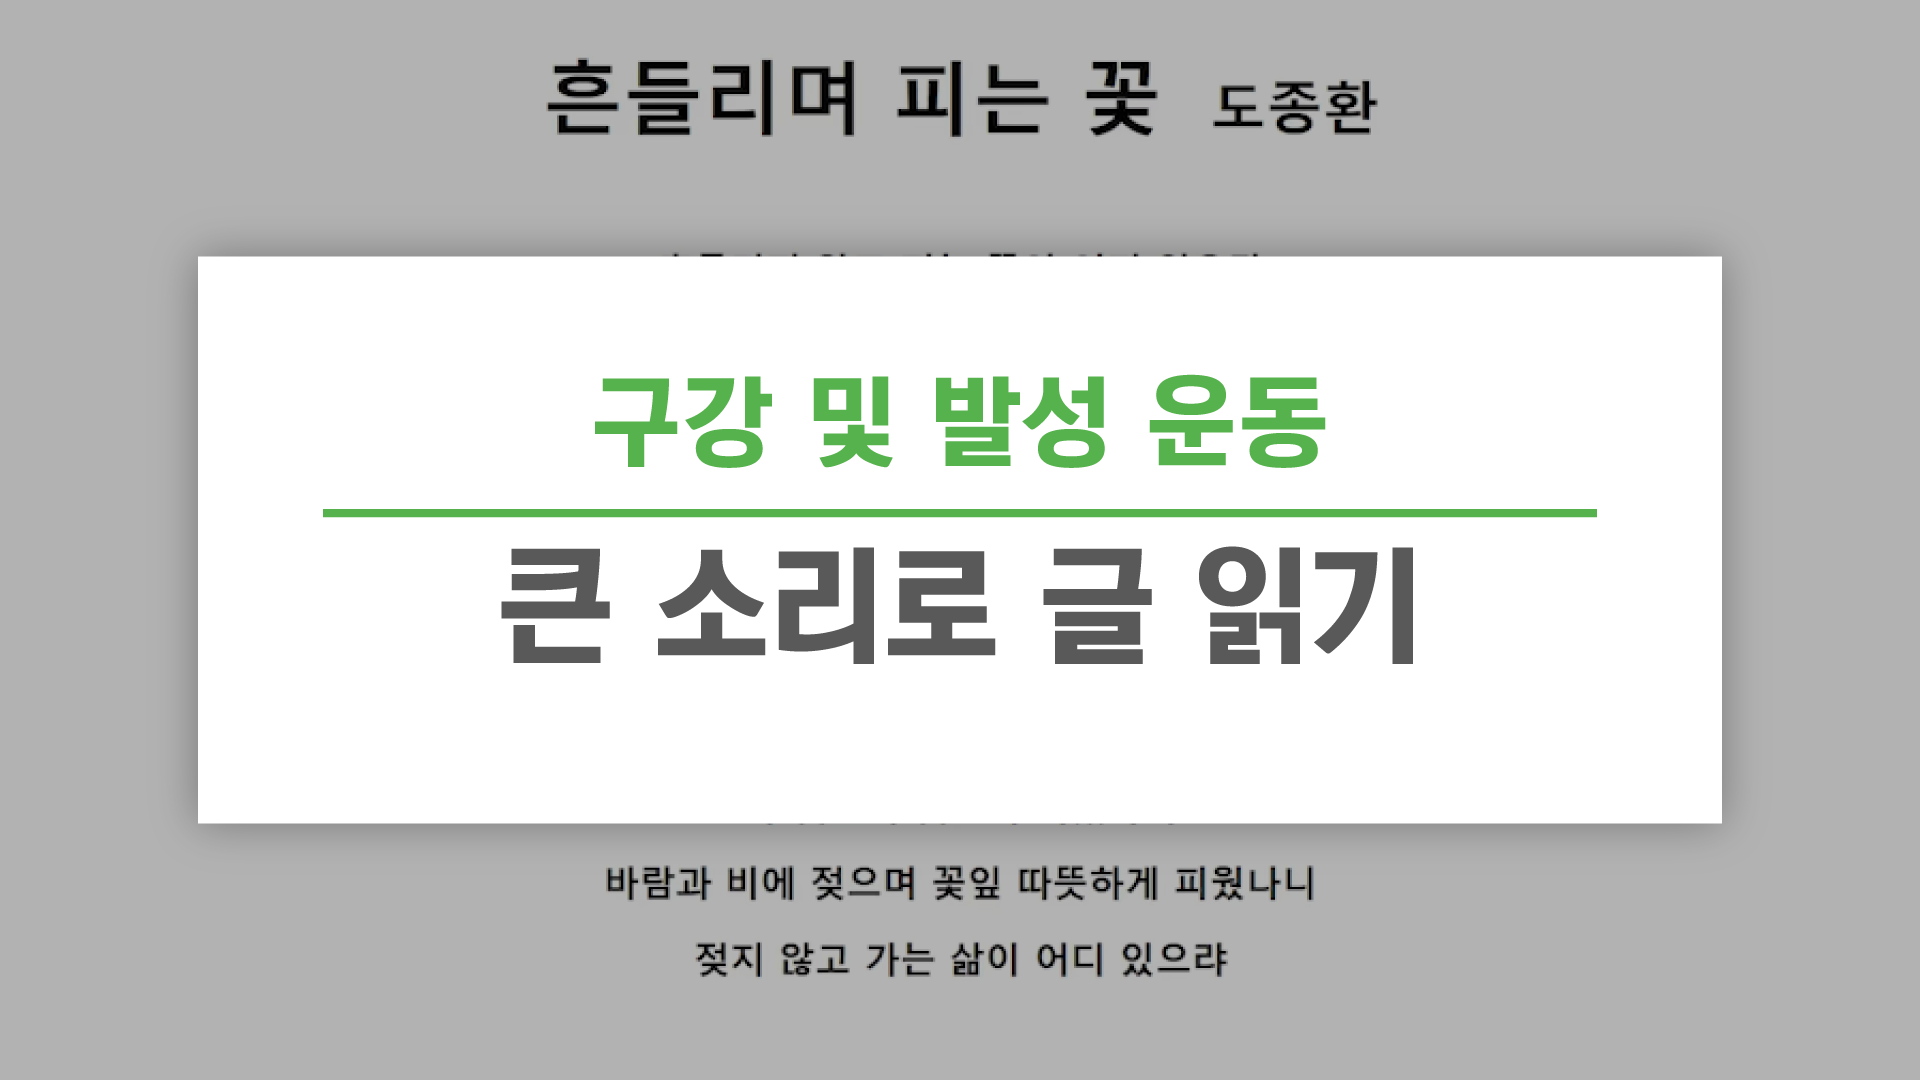 흔들리며 피는 꽃 도종환
구강 및 발성 운동
큰 소리로 글 읽기
바람과 비에 젖으며 꽃잎 따뜻하게 피웠나니
젖지 않고 가는 삶이 어디 있으랴